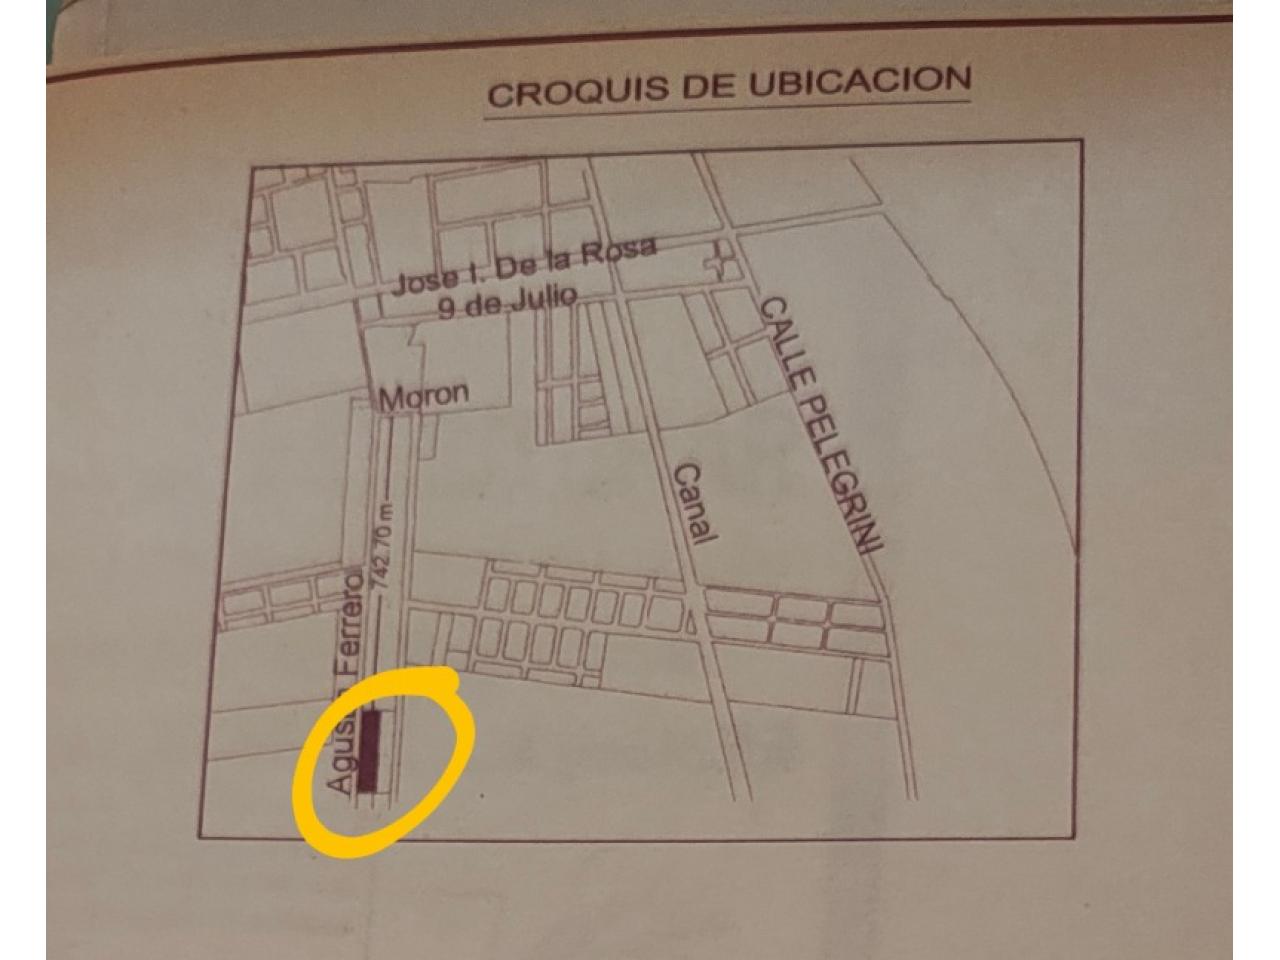 CROQUIS DE UBICACION
Jose I. De la Rosa
9 de Julio
CALLE PELEGRINI
Moron
Canal
742.70 m
Ferrero